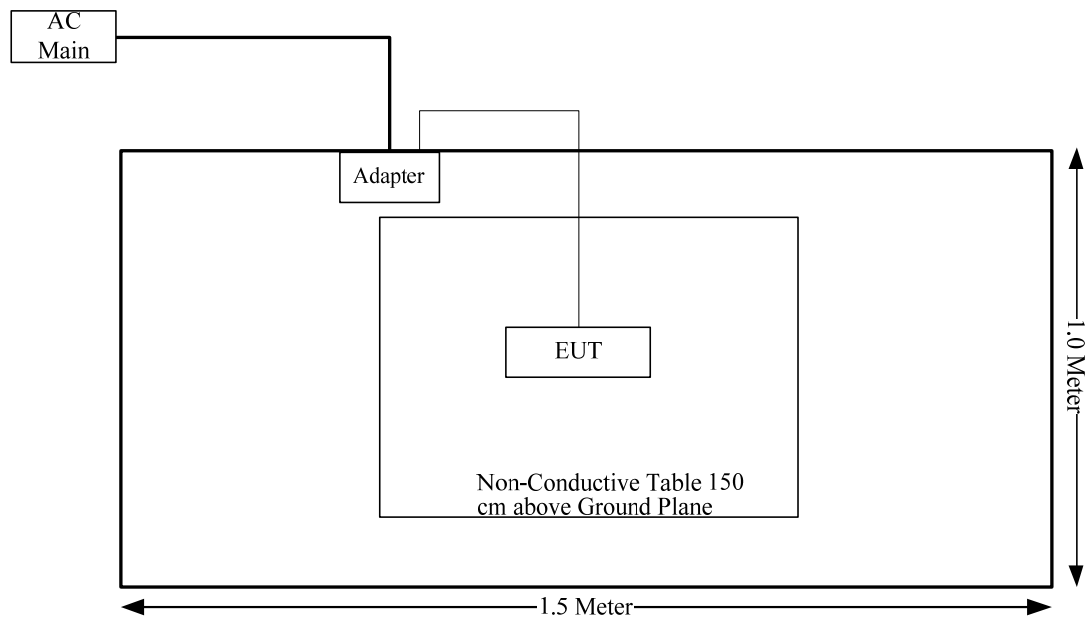 AC
Main
Adapter
EUT
Non-Conductive Table 150
cm above Ground Plane
1.0 Meter
1.5 Meter